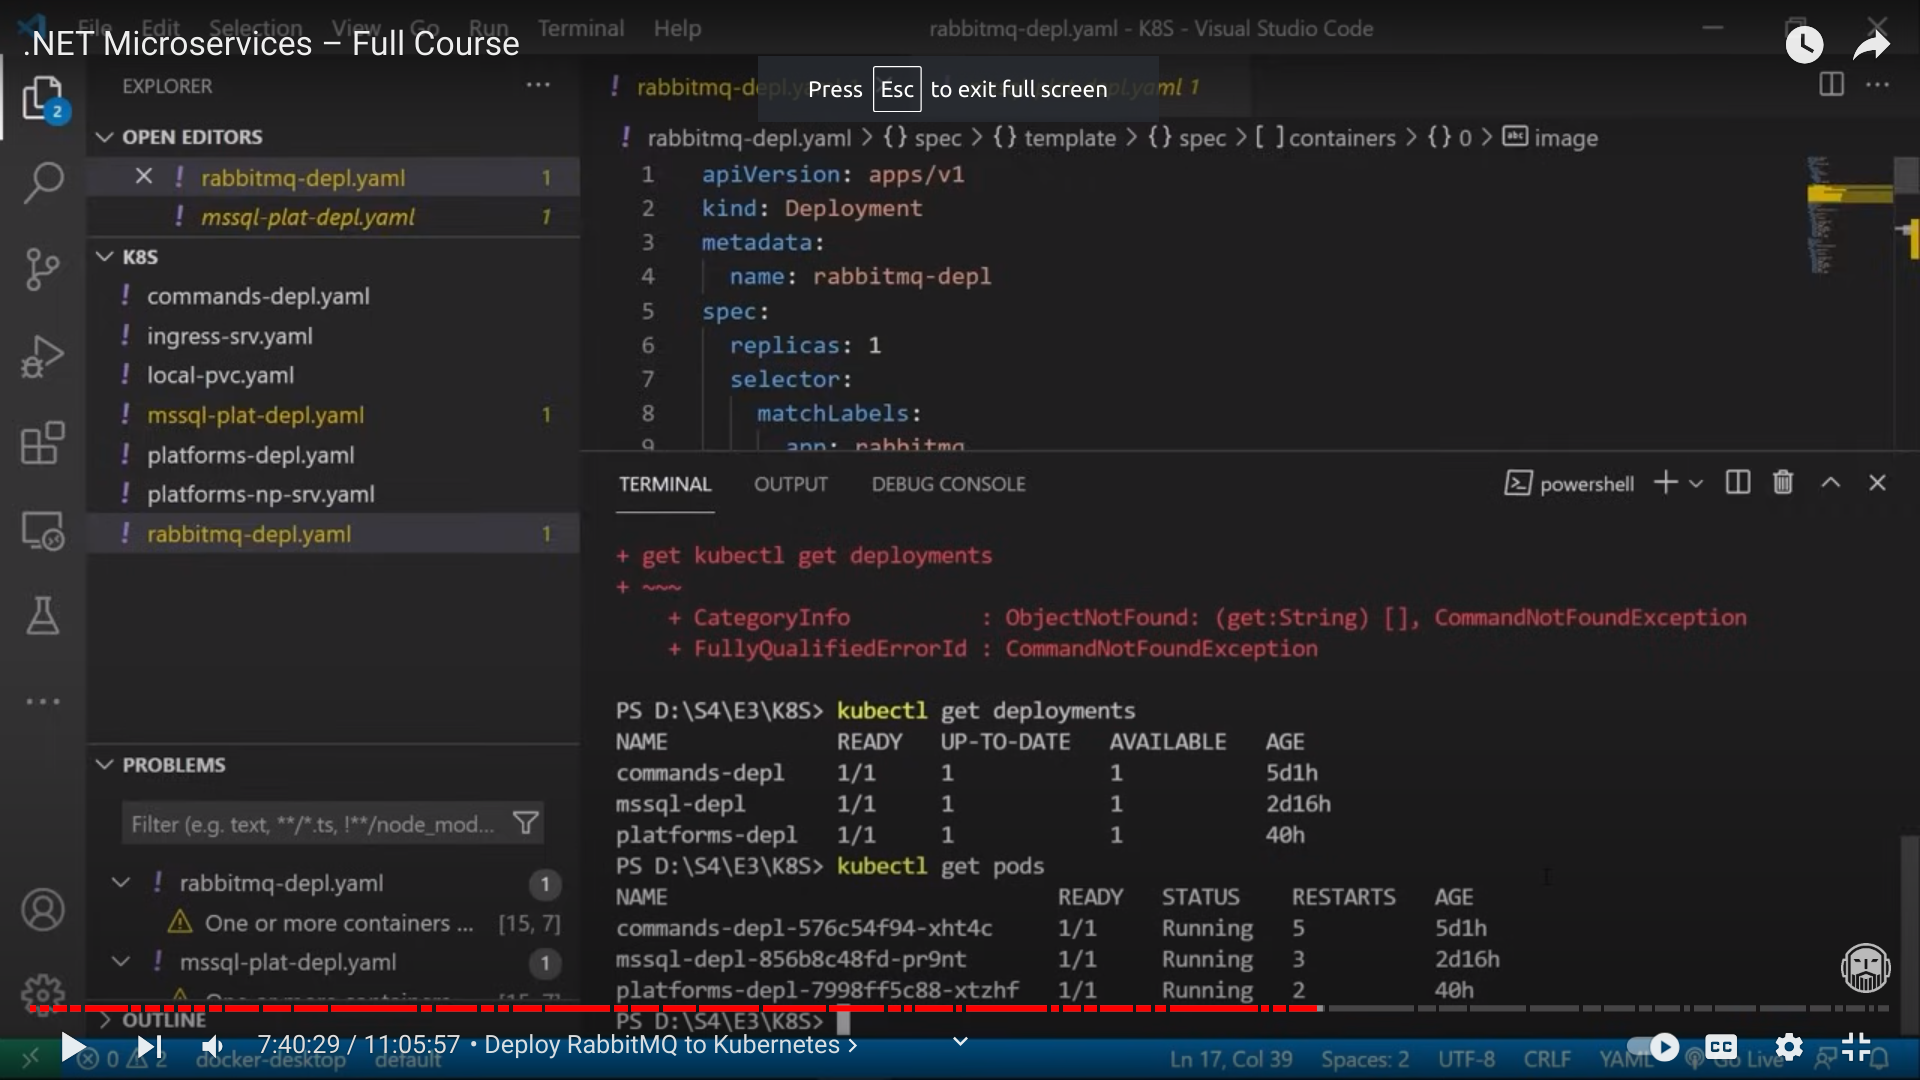 File Edit Selection View Go Run Terminal Help rabbitmq-depl.yaml - K8S - Visual Studio Code
.NET Microservices – Full Course
EXPLORER
Press Esc to exit full screen
OPEN EDITORS
rabbitmq-depl.yaml 1
mssql-plat-depl.yaml 1
K8S
commands-depl.yaml
ingress-srv.yaml
local-pvc.yaml
mssql-plat-depl.yaml 1
platforms-depl.yaml
platforms-np-srv.yaml
rabbitmq-depl.yaml 1
2
PROBLEMS
Filter (e.g. text, **/*.ts, !**/node_mod...
rabbitmq-depl.yaml 1
One or more containers ... [15, 7]
mssql-plat-depl.yaml 1
OUTLINE
rabbitmq-depl.yaml > {} spec > {} template > {} spec > [ ] containers > {} 0 > image
1 apiVersion: apps/v1
2 kind: Deployment
3 metadata:
4 name: rabbitmq-depl
5 spec:
6 replicas: 1
7 selector:
8 matchLabels:
9 app: rabbitmq
TERMINAL OUTPUT DEBUG CONSOLE powershell
+ get kubectl get deployments
+ ~~~
+ CategoryInfo : ObjectNotFound: (get:String) [], CommandNotFoundException
+ FullyQualifiedErrorId : CommandNotFoundException
PS D:\S4\E3\K8S> kubectl get deployments
NAME READY UP-TO-DATE AVAILABLE AGE
commands-depl 1/1 1 1 5d1h
mssql-depl 1/1 1 1 2d16h
platforms-depl 1/1 1 1 40h
PS D:\S4\E3\K8S> kubectl get pods
NAME READY STATUS RESTARTS AGE
commands-depl-576c54f94-xht4c 1/1 Running 5 5d1h
mssql-depl-856b8c48fd-pr9nt 1/1 Running 3 2d16h
platforms-depl-7998ff5c88-xtzhf 1/1 Running 2 40h
PS D:\S4\E3\K8S>
7:40:29 / 11:05:57 • Deploy RabbitMQ to Kubernetes >
CC
0 2 docker-desktop default Ln 17, Col 39 Spaces: 2 UTF-8 CRLF YAML Go Live